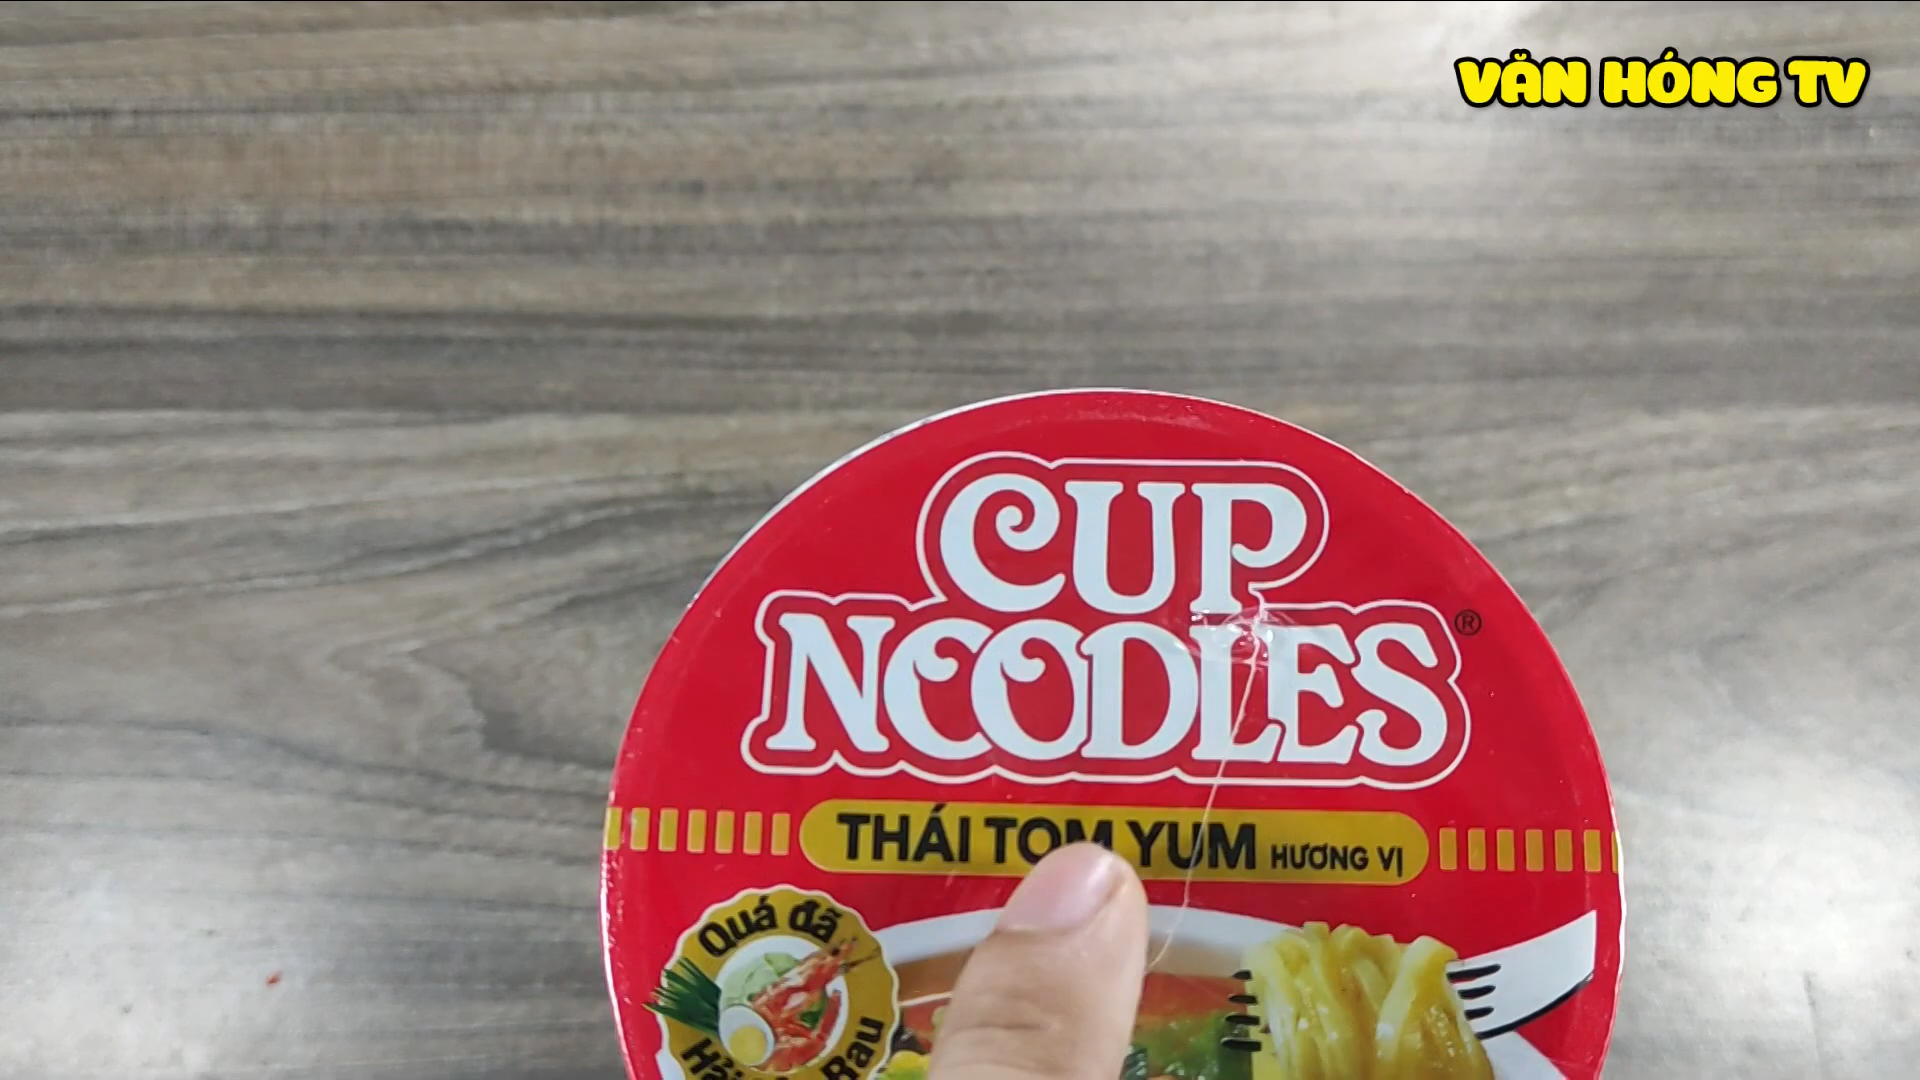 VĂN HÓNG TV
CUP
NOODLES®
THÁI TOM YUM HƯƠNG VỊ
Quá đã
Rau